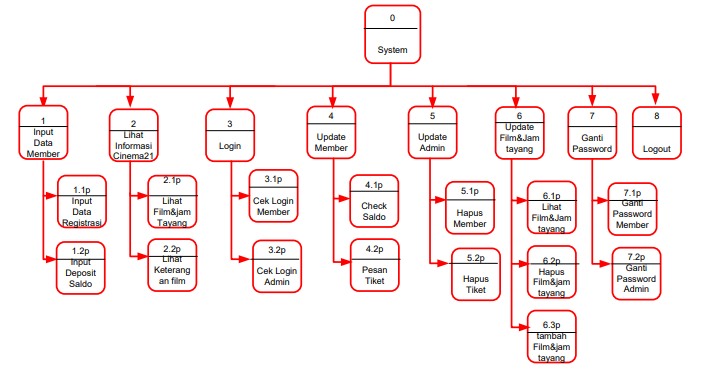 0
System
1
Input
Data
Member
2
Lihat
Informasi
Cinema21
3
Login
4
Update
Member
5
Update
Admin
6
Update
Film&Jam
tayang
7
Ganti
Password
8
Logout
1.1p
Input
Data
Registrasi
1.2p
Input
Deposit
Saldo
2.1p
Lihat
Film&jam
Tayang
2.2p
Lihat
Keterang
an film
3.1p
Cek Login
Member
3.2p
Cek Login
Admin
4.1p
Check
Saldo
4.2p
Pesan
Tiket
5.1p
Hapus
Member
5.2p
Hapus
Tiket
6.1p
Lihat
Film&Jam
tayang
6.2p
Hapus
Film&jam
tayang
6.3p
tambah
Film&jam
tayang
7.1p
Ganti
Password
Member
7.2p
Ganti
Password
Admin